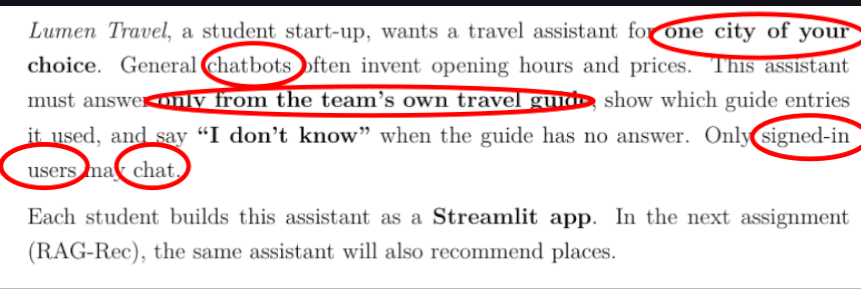 Lumen Travel, a student start-up, wants a travel assistant for one city of your
choice. General chatbots often invent opening hours and prices. This assistant
must answer only from the team's own travel guide, show which guide entries
it used, and say “I don't know” when the guide has no answer. Only signed-in
users may chat.
Each student builds this assistant as a Streamlit app. In the next assignment
(RAG-Rec), the same assistant will also recommend places.